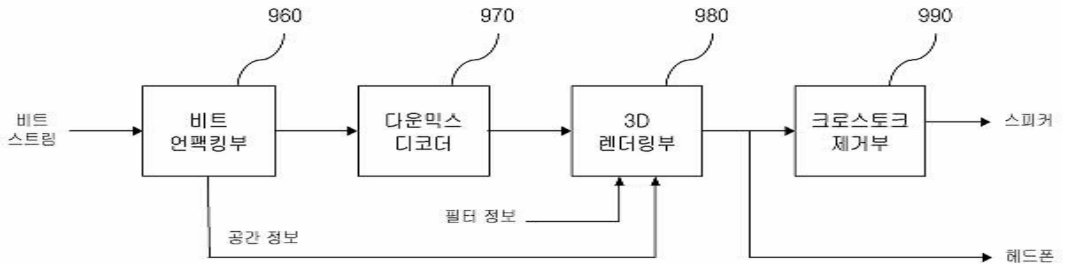 960
970
980
990
비트
스트링
비트
언팩킹부
다운믹스
디코더
3D
렌더링부
크로스토크
제거부
스피커
필터 정보
공간 정보
헤드폰